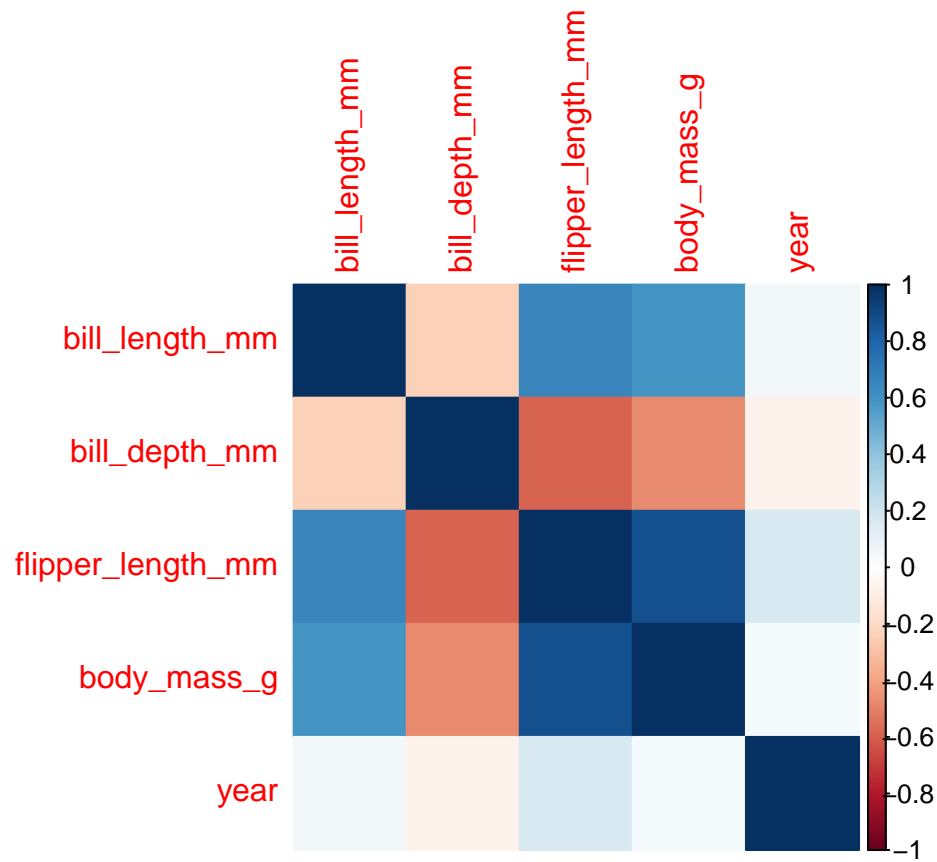 bill_length_mm
bill_depth_mm
flipper_length_mm
body_mass_g
year
bill_length_mm
bill_depth_mm
flipper_length_mm
body_mass_g
year
1
0.8
0.6
0.4
0.2
0
−0.2
−0.4
−0.6
−0.8
−1